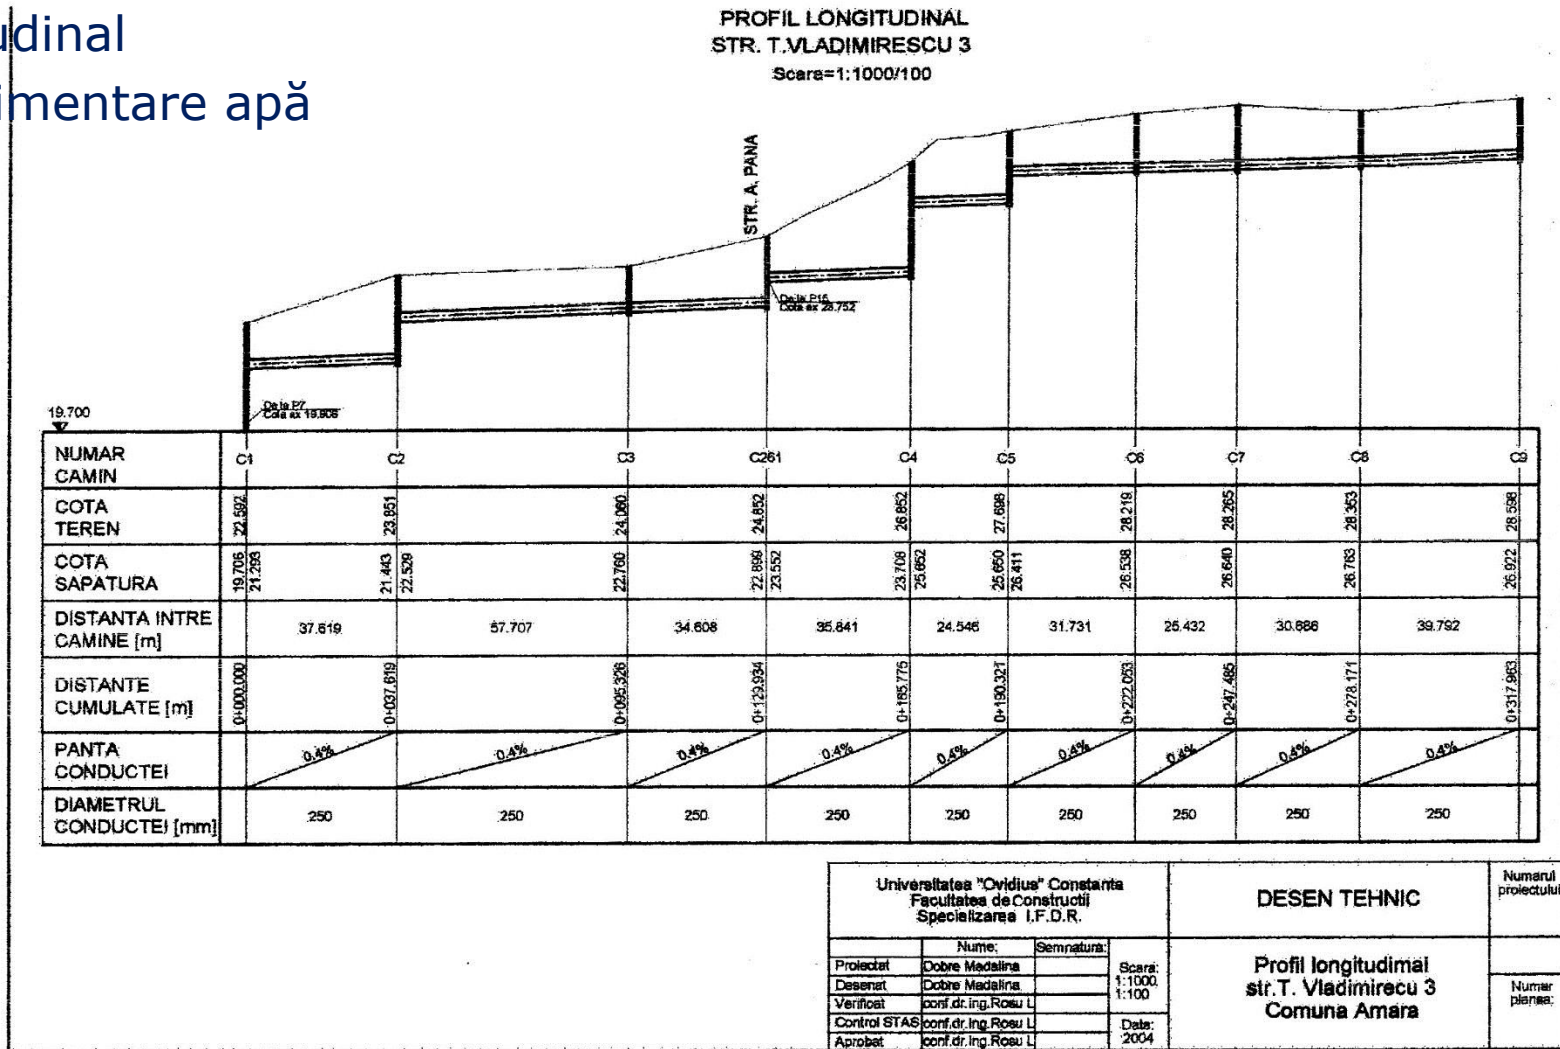 udinal
imentare apă
PROFIL LONGITUDINAL
STR. T.VLADIMIRESCU 3
Scara=1:1000/100
STR. A. PANA
De la P15
Cota ax 23.752
De la P7
Cota ax 19.906
19.700
NUMAR CAMIN C1 C2 C3 C261 C4 C5 C6 C7 C8 C9
COTA TEREN 22.592 23.851 24.060 24.852 26.852 27.698 28.219 28.265 28.353 28.598
COTA SAPATURA 19.706 21.293 21.443 22.529 22.760 22.899 23.552 23.708 25.552 25.650 26.411 26.538 26.640 26.763 26.922
DISTANTA INTRE CAMINE [m] 37.619 57.707 34.608 35.841 24.546 31.731 25.432 30.686 39.792
DISTANTE CUMULATE [m] 0+000.000 0+037.619 0+095.326 0+129.934 0+165.775 0+190.321 0+222.053 0+247.485 0+278.171 0+317.963
PANTA CONDUCTEI 0.4% 0.4% 0.4% 0.4% 0.4% 0.4% 0.4% 0.4% 0.4%
DIAMETRUL CONDUCTEI [mm] 250 250 250 250 250 250 250 250 250
Universitatea "Ovidius" Constanta
Facultatea de Constructii
Specializarea I.F.D.R.
DESEN TEHNIC
Numarul
proiectului
Nume: Semnatura:
Proiectat Dobre Madalina
Desenat Dobre Madalina
Verificat conf.dr.ing.Rosu L
Control STAS conf.dr.ing.Rosu L
Aprobat conf.dr.ing.Rosu L
Scara:
1:1000
1:100
Data:
2004
Profil longitudimal
str.T. Vladimirecu 3
Comuna Amara
Numar
plansa: